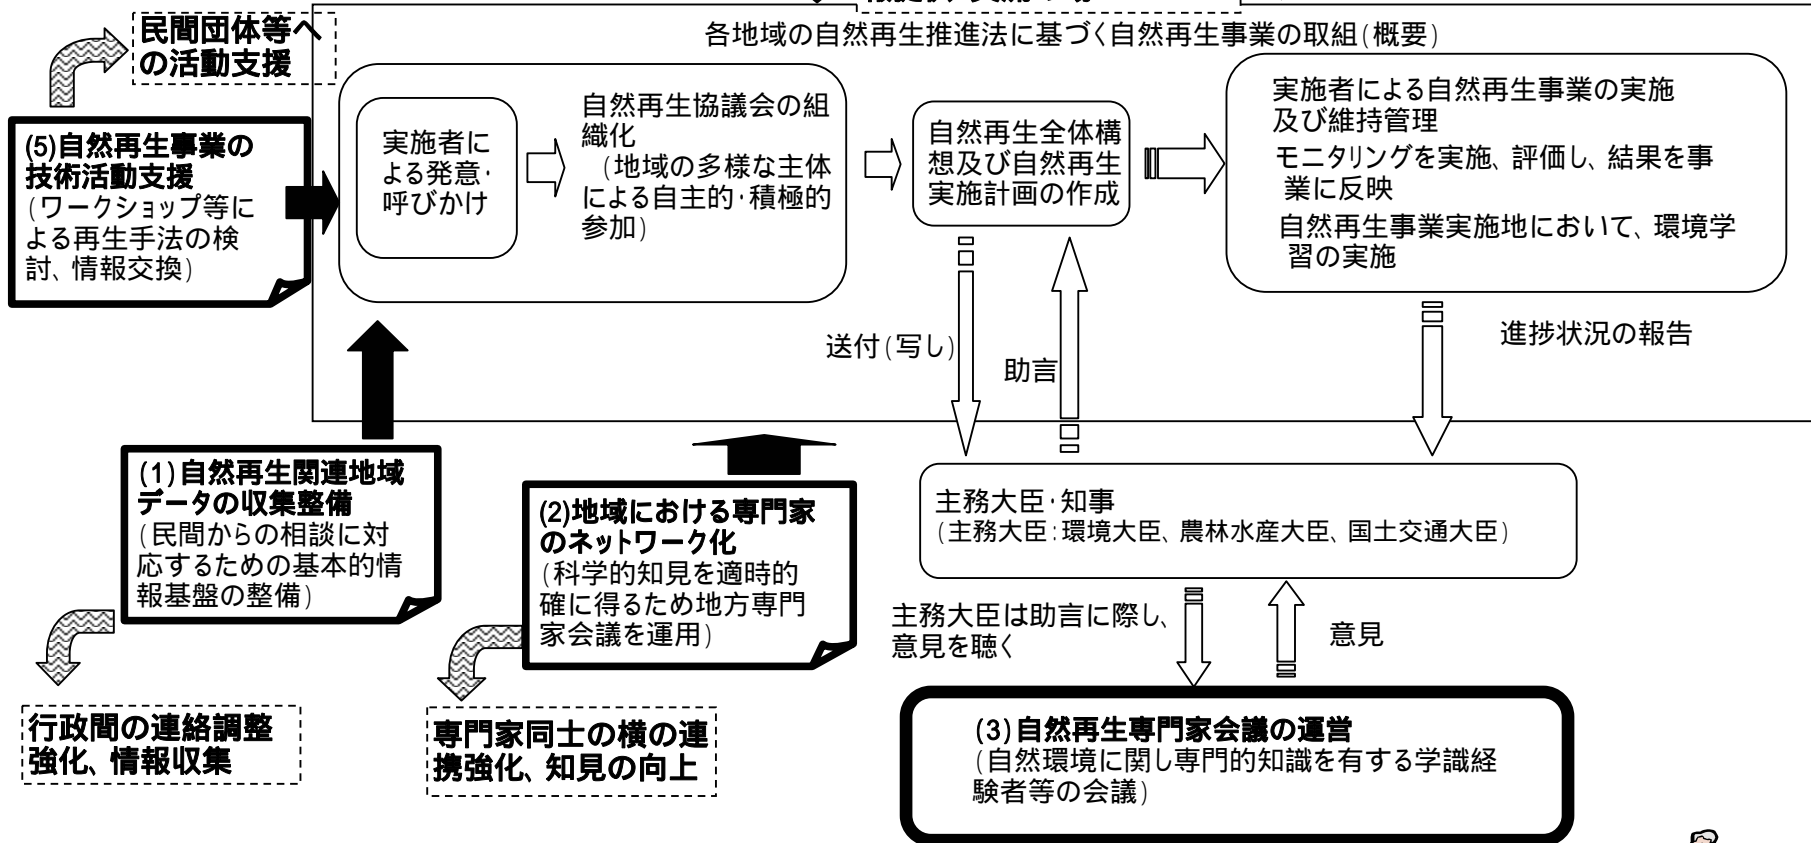 民間団体等へ
の活動支援
各地域の自然再生推進法に基づく自然再生事業の取組(概要)
(5)自然再生事業の
技術活動支援
(ワークショップ等に
よる再生手法の検
討、情報交換)
実施者に
よる発意・
呼びかけ
自然再生協議会の組
織化
(地域の多様な主体
による自主的・積極的
参加)
自然再生全体構
想及び自然再生
実施計画の作成
実施者による自然再生事業の実施
及び維持管理
モニタリングを実施、評価し、結果を事
業に反映
自然再生事業実施地において、環境学
習の実施
送付(写し)
助言
進捗状況の報告
(1)自然再生関連地域
データの収集整備
(民間からの相談に対
応するための基本的情
報基盤の整備)
(2)地域における専門家
のネットワーク化
(科学的知見を適時的
確に得るため地方専門
家会議を運用)
主務大臣・知事
(主務大臣:環境大臣、農林水産大臣、国土交通大臣)
主務大臣は助言に際し、
意見を聴く
意見
行政間の連絡調整
強化、情報収集
専門家同士の横の連
携強化、知見の向上
(3)自然再生専門家会議の運営
(自然環境に関し専門的知識を有する学識経
験者等の会議)